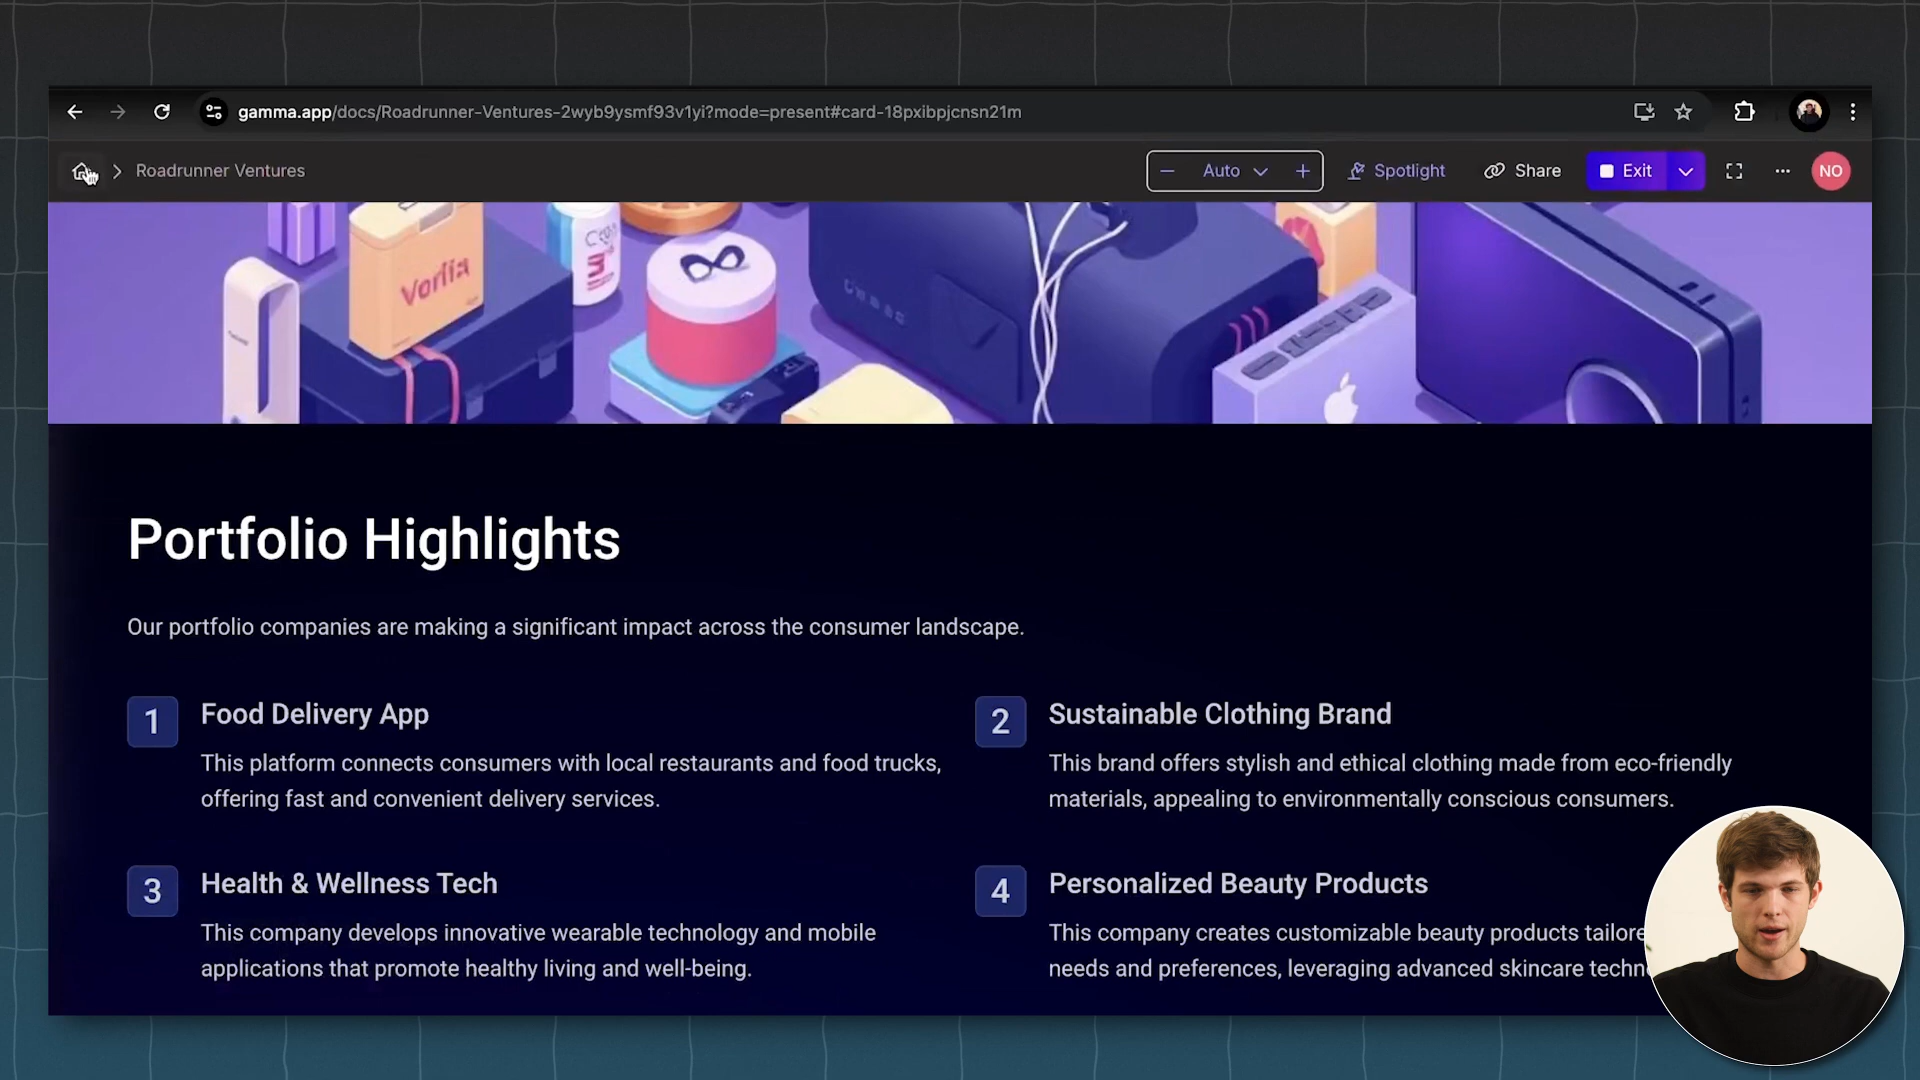 gamma.app/docs/Roadrunner-Ventures-2wyb9ysmf93v1yi?mode=present#card-18pxibpjcnsn21m
Roadrunner Ventures
Auto
Spotlight
Share
Exit
NO
Vorfia
3
Portfolio Highlights
Our portfolio companies are making a significant impact across the consumer landscape.
1
Food Delivery App
This platform connects consumers with local restaurants and food trucks,
offering fast and convenient delivery services.
2
Sustainable Clothing Brand
This brand offers stylish and ethical clothing made from eco-friendly
materials, appealing to environmentally conscious consumers.
3
Health & Wellness Tech
This company develops innovative wearable technology and mobile
applications that promote healthy living and well-being.
4
Personalized Beauty Products
This company creates customizable beauty products tailore
needs and preferences, leveraging advanced skincare techn